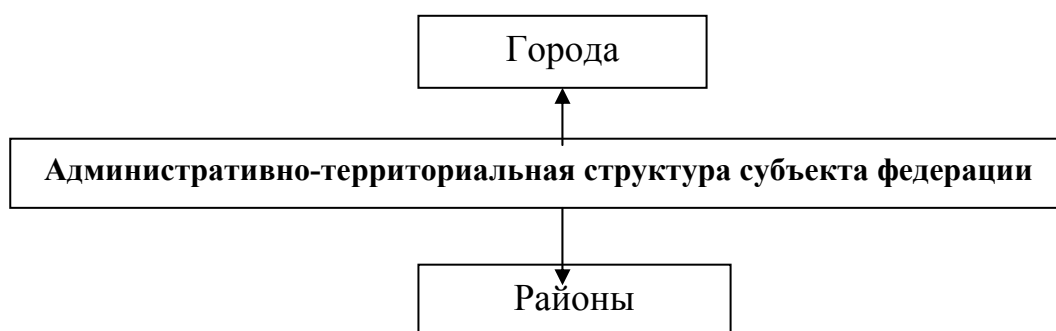 Города
Административно-территориальная структура субъекта федерации
Районы